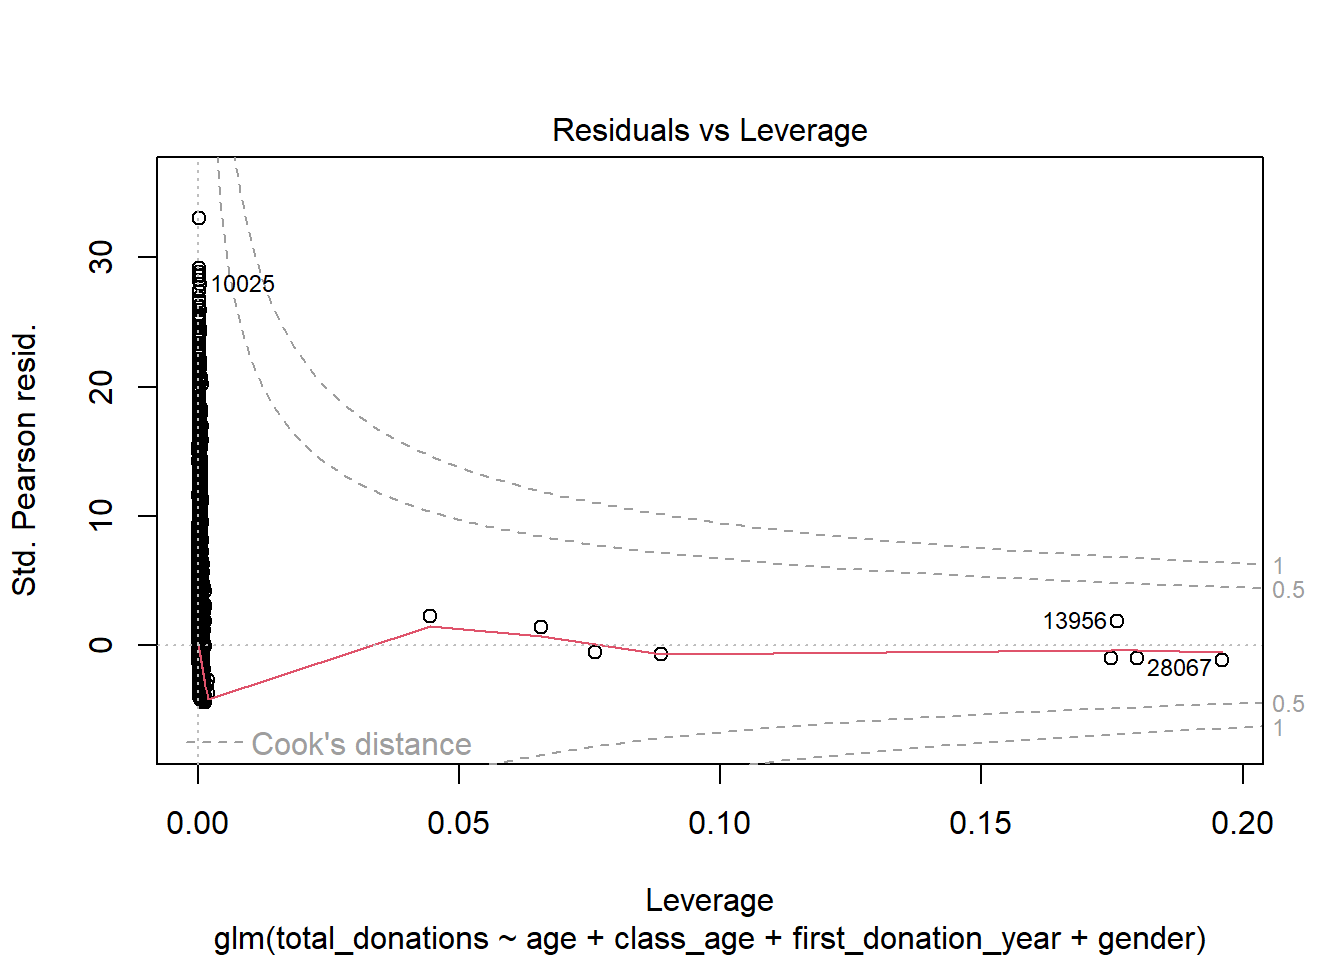 Residuals vs Leverage
Std. Pearson resid.
30
20
10
0
10025
13956
28067
1
0.5
0.5
1
Cook's distance
0.00 0.05 0.10 0.15 0.20
Leverage
glm(total_donations ~ age + class_age + first_donation_year + gender)